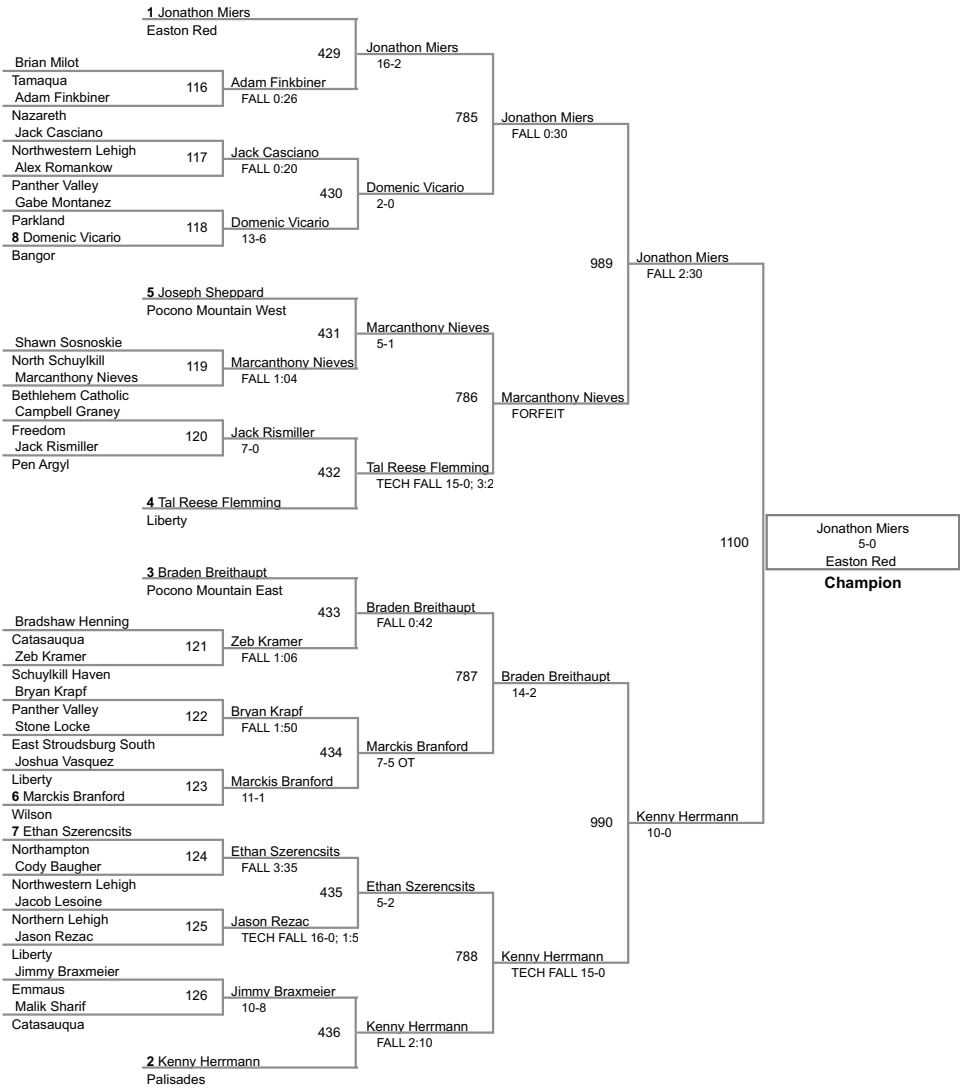 1 Jonathon Miers
Easton Red
429
Jonathon Miers
16-2
Brian Milot
Tamaqua
116
Adam Finkbiner
FALL 0:26
Adam Finkbiner
Nazareth
785
Jonathon Miers
FALL 0:30
Jack Casciano
Northwestern Lehigh
117
Jack Casciano
FALL 0:20
Alex Romankow
Panther Valley
430
Domenic Vicario
2-0
Gabe Montanez
Parkland
118
Domenic Vicario
13-6
8 Domenic Vicario
Bangor
989
Jonathon Miers
FALL 2:30
5 Joseph Sheppard
Pocono Mountain West
431
Marcanthony Nieves
5-1
Shawn Sosnoskie
North Schuylkill
119
Marcanthony Nieves
FALL 1:04
Marcanthony Nieves
Bethlehem Catholic
786
Marcanthony Nieves
FORFEIT
Campbell Graney
Freedom
120
Jack Rismiller
7-0
Jack Rismiller
Pen Argyl
432
Tal Reese Flemming
TECH FALL 15-0; 3:2
4 Tal Reese Flemming
Liberty
1100
Jonathon Miers
5-0
Easton Red
Champion
3 Braden Breithaupt
Pocono Mountain East
433
Braden Breithaupt
FALL 0:42
Bradshaw Henning
Catasauqua
121
Zeb Kramer
FALL 1:06
Zeb Kramer
Schuylkill Haven
787
Braden Breithaupt
14-2
Bryan Krapf
Panther Valley
122
Bryan Krapf
FALL 1:50
Stone Locke
East Stroudsburg South
434
Marckis Branford
7-5 OT
Joshua Vasquez
Liberty
123
Marckis Branford
11-1
6 Marckis Branford
Wilson
990
Kenny Herrmann
10-0
7 Ethan Szerencsits
Northampton
124
Ethan Szerencsits
FALL 3:35
Cody Baugher
Northwestern Lehigh
435
Ethan Szerencsits
5-2
Jacob Lesoine
Northern Lehigh
125
Jason Rezac
TECH FALL 16-0; 1:5
Jason Rezac
Liberty
788
Kenny Herrmann
TECH FALL 15-0
Jimmy Braxmeier
Emmaus
126
Jimmy Braxmeier
10-8
Malik Sharif
Catasauqua
436
Kenny Herrmann
FALL 2:10
2 Kenny Herrmann
Palisades